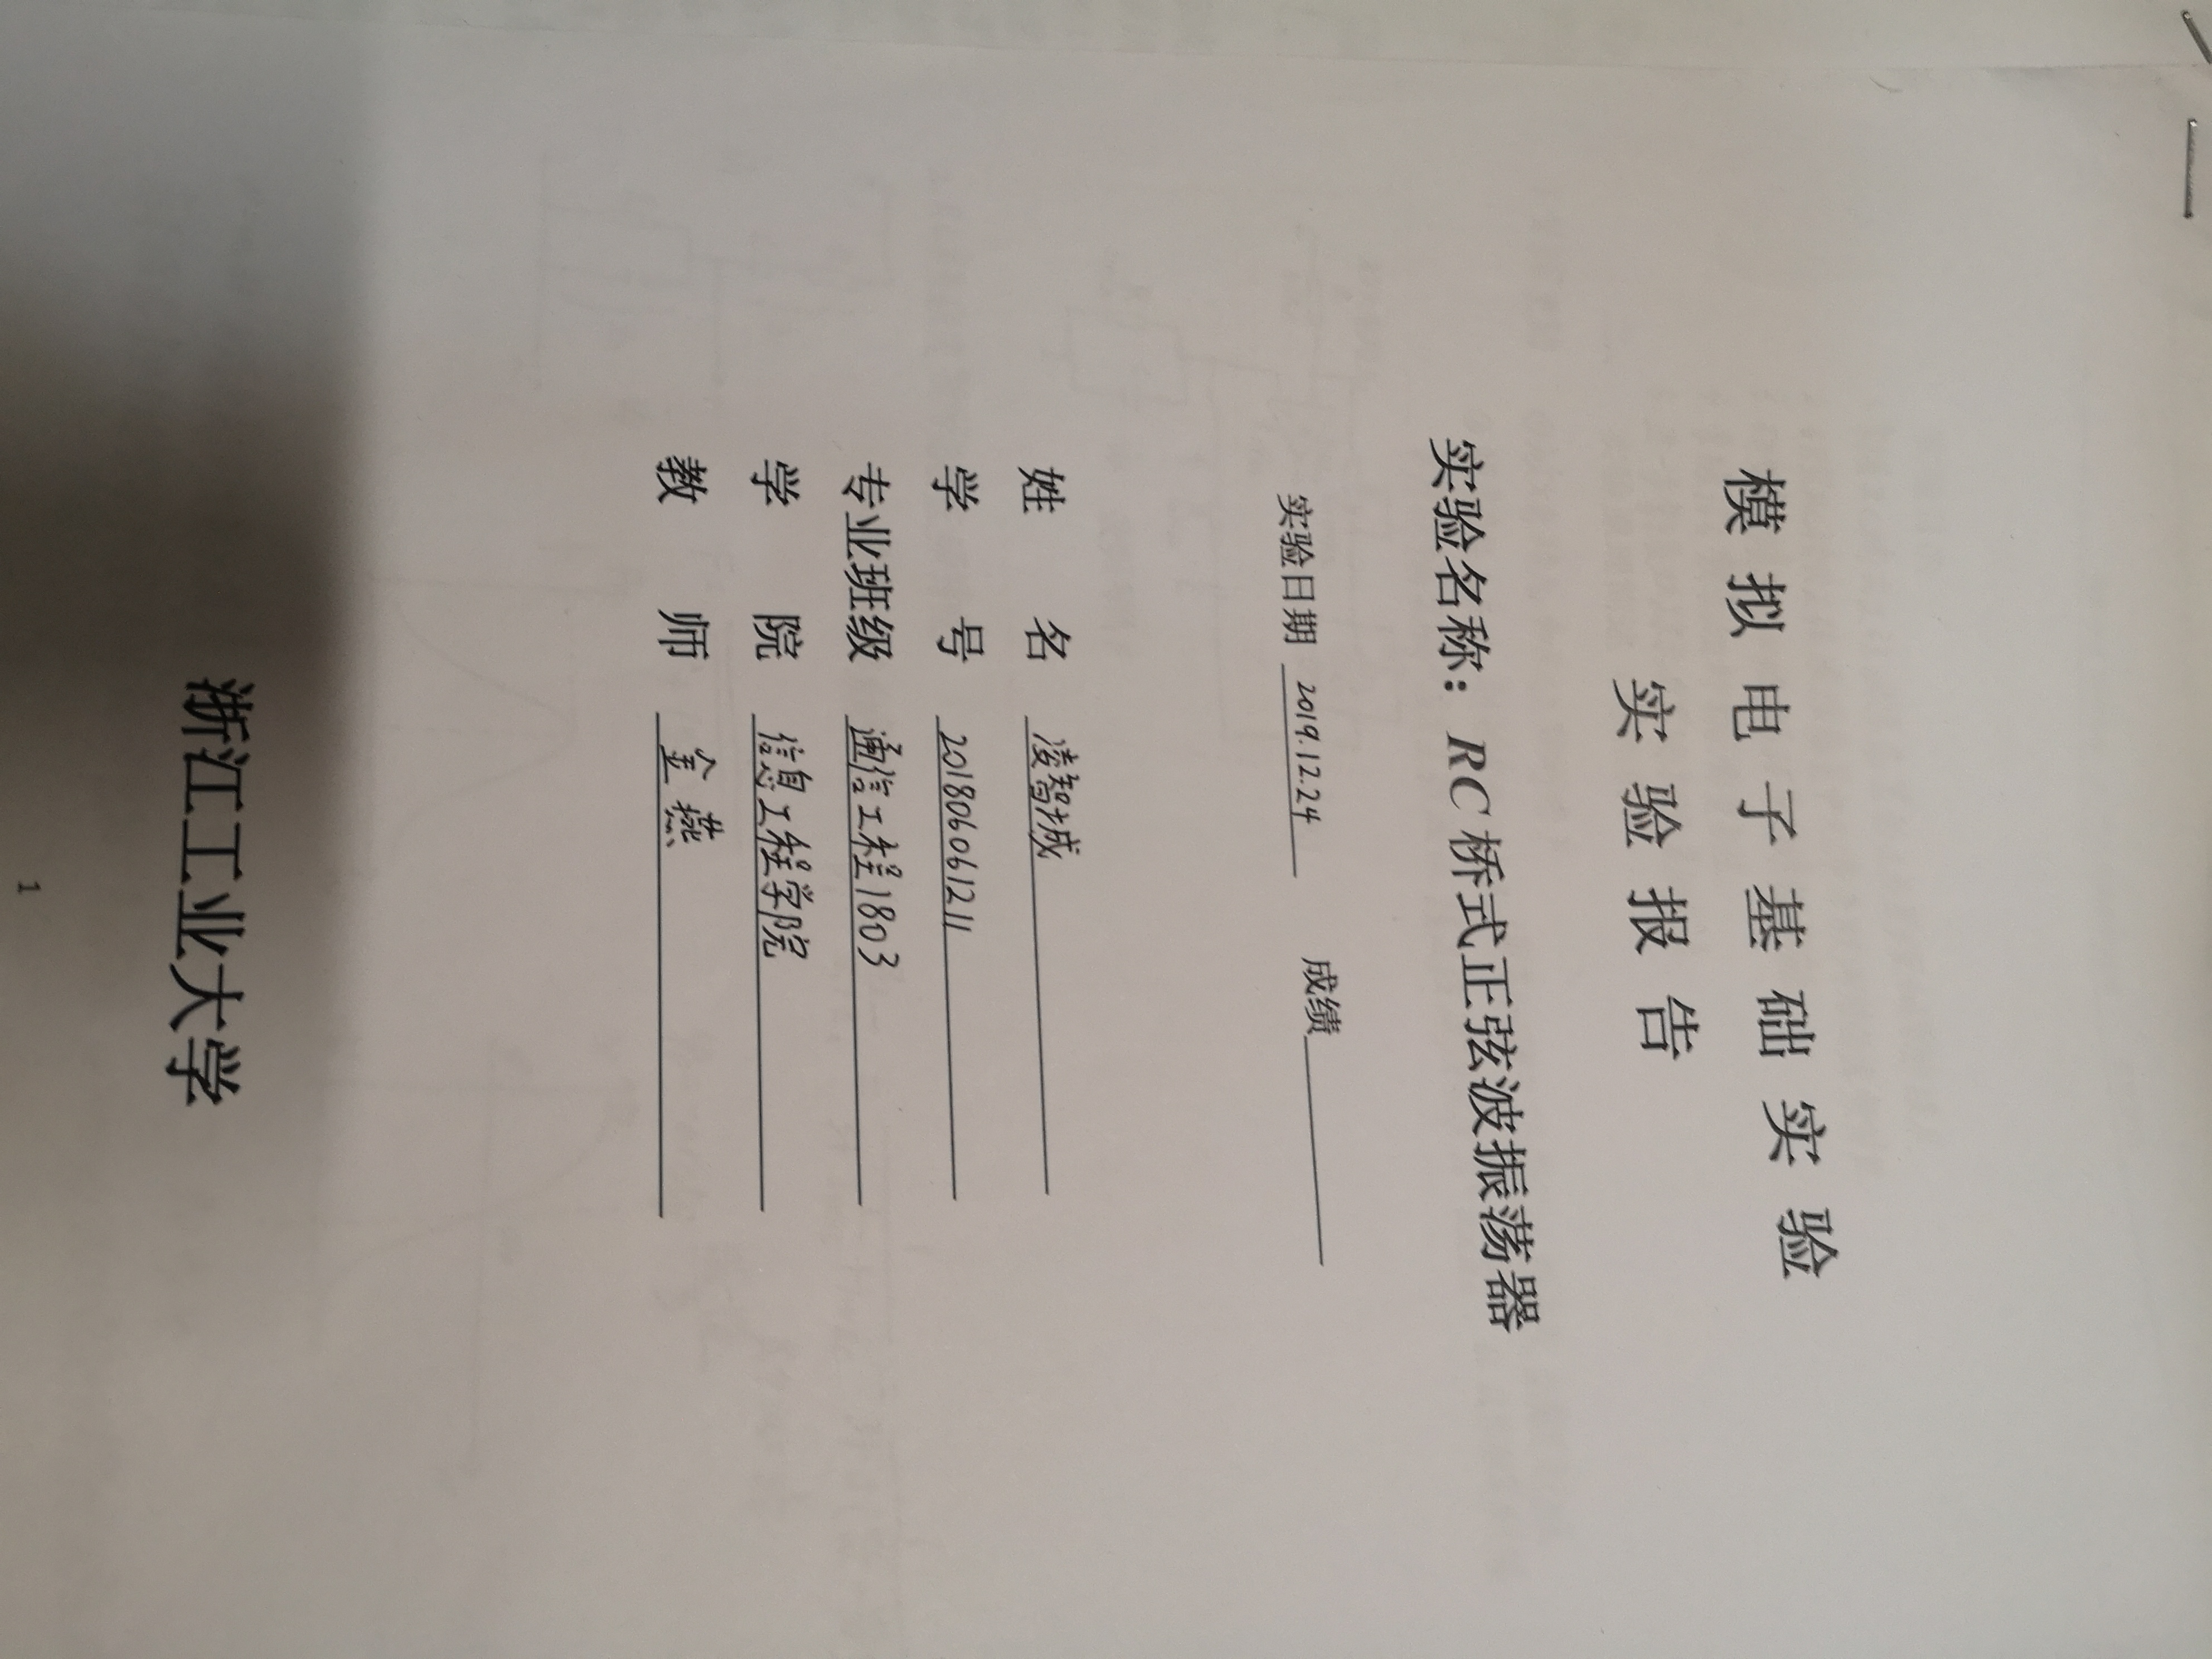 模拟电子基础实验
实验报告
实验名称：RC桥式正弦波振荡器
实验日期 2019.12.24 成绩
姓名 凌智城
学号 201806061211
专业班级 通信工程1803
学院 信息工程学院
教师 金燕
浙江工业大学
1